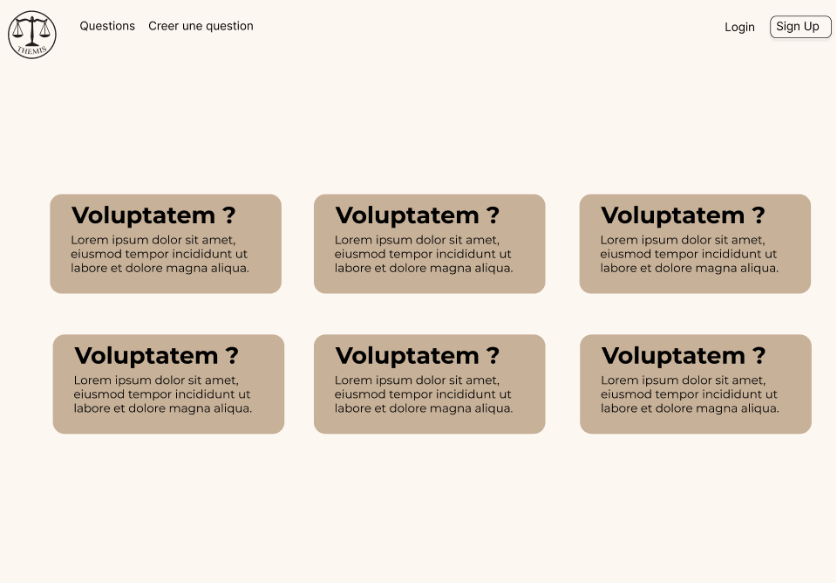 THEMIS
Questions
Creer une question
Login
Sign Up
Voluptatem ?
Lorem ipsum dolor sit amet,
eiusmod tempor incididunt ut
labore et dolore magna aliqua.
Voluptatem ?
Lorem ipsum dolor sit amet,
eiusmod tempor incididunt ut
labore et dolore magna aliqua.
Voluptatem ?
Lorem ipsum dolor sit amet,
eiusmod tempor incididunt ut
labore et dolore magna aliqua.
Voluptatem ?
Lorem ipsum dolor sit amet,
eiusmod tempor incididunt ut
labore et dolore magna aliqua.
Voluptatem ?
Lorem ipsum dolor sit amet,
eiusmod tempor incididunt ut
labore et dolore magna aliqua.
Voluptatem ?
Lorem ipsum dolor sit amet,
eiusmod tempor incididunt ut
labore et dolore magna aliqua.